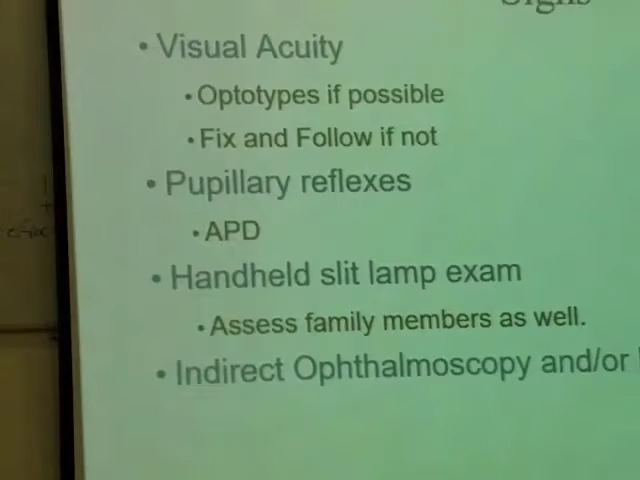 Signs
• Visual Acuity
• Optotypes if possible
• Fix and Follow if not
• Pupillary reflexes
• APD
• Handheld slit lamp exam
• Assess family members as well.
• Indirect Ophthalmoscopy and/or